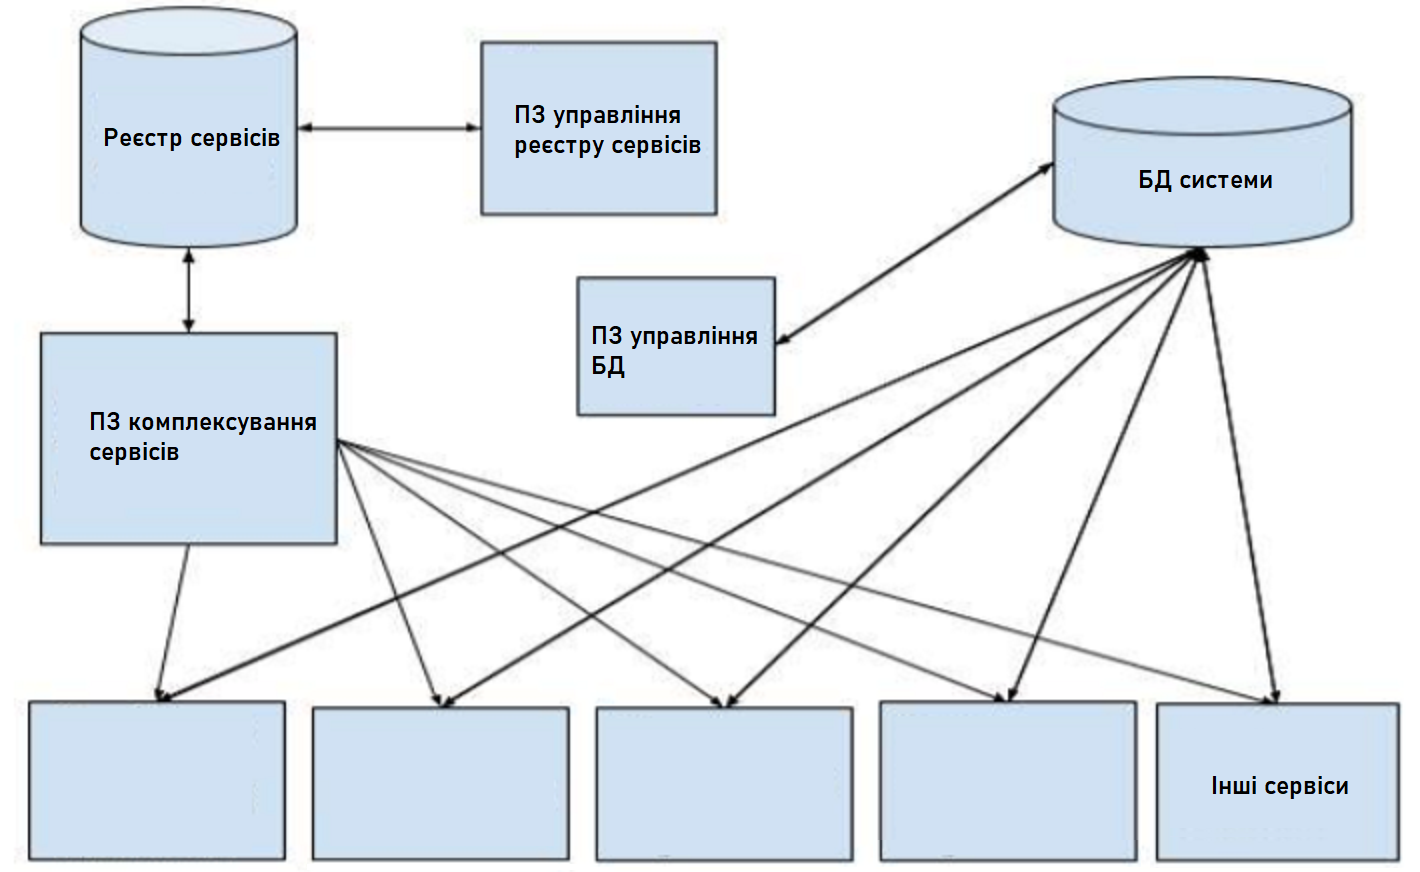 Реєстр сервісів
ПЗ управління
реєстру сервісів
БД системи
ПЗ управління
БД
ПЗ комплексування
сервісів
Інші сервіси